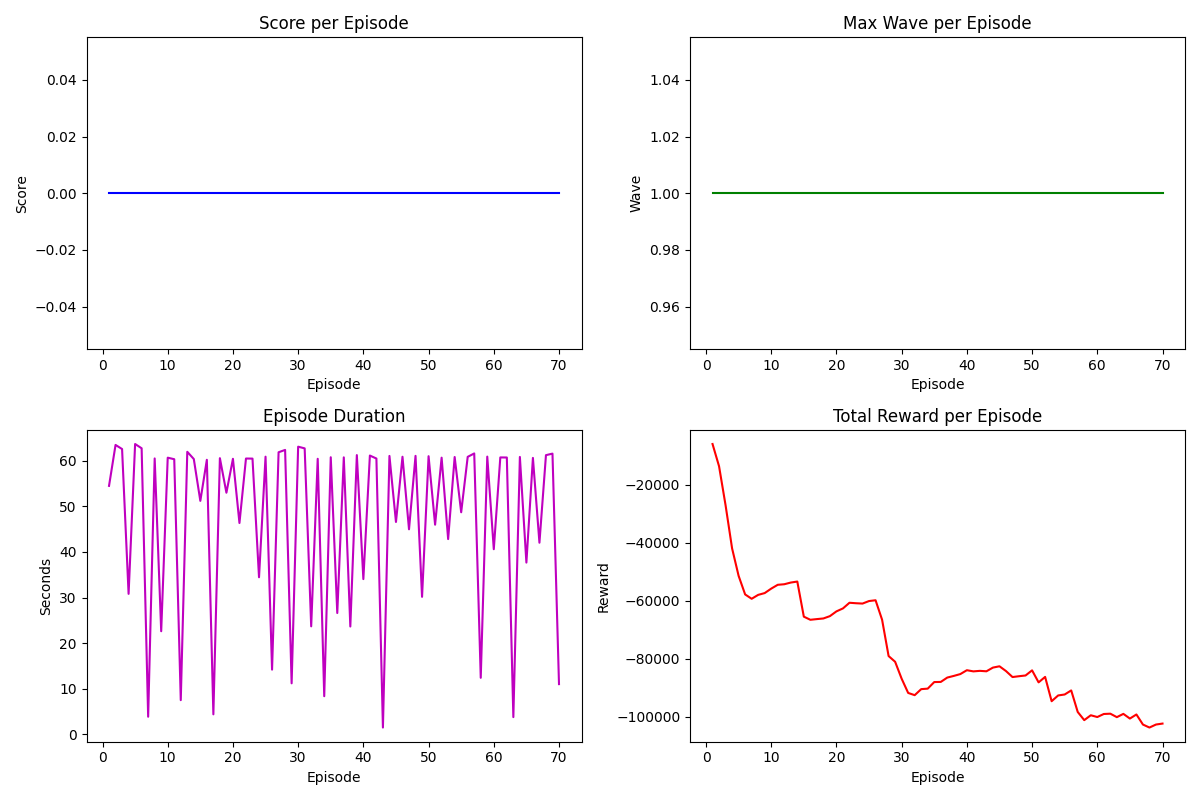 Score per Episode
Score
0.04
0.02
0.00
−0.02
−0.04
0 10 20 30 40 50 60 70
Episode
Max Wave per Episode
Wave
1.04
1.02
1.00
0.98
0.96
0 10 20 30 40 50 60 70
Episode
Episode Duration
Seconds
60
50
40
30
20
10
0
0 10 20 30 40 50 60 70
Episode
Total Reward per Episode
Reward
−20000
−40000
−60000
−80000
−100000
0 10 20 30 40 50 60 70
Episode